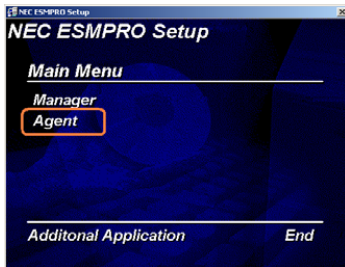 NEC ESMPRO Setup
NEC ESMPRO Setup
Main Menu
Manager
Agent
Additonal Application End